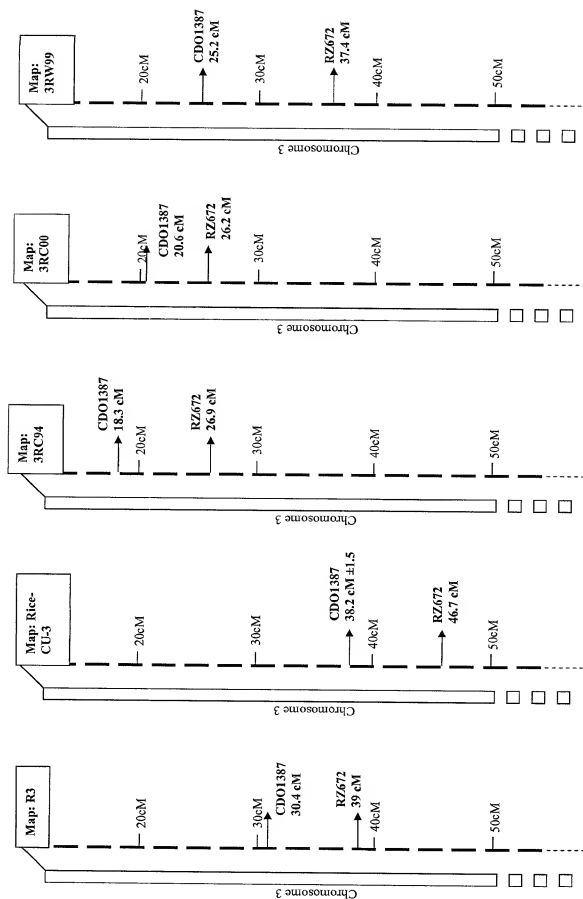 Map:
3RW99
20cM
CDO1387
25.2 cM
30cM
RZ672
37.4 cM
40cM
50cM
Chromosome 3
Map:
3RC00
20cM
CDO1387
20.6 cM
RZ672
26.2 cM
30cM
40cM
50cM
Chromosome 3
Map:
3RC94
CDO1387
18.3 cM
20cM
RZ672
26.9 cM
30cM
40cM
50cM
Chromosome 3
Map: Rice-
CU-3
20cM
30cM
CDO1387
38.2 cM ±1.5
40cM
RZ672
46.7 cM
50cM
Chromosome 3
Map: R3
20cM
30cM
CDO1387
30.4 cM
RZ672
39 cM
40cM
50cM
Chromosome 3